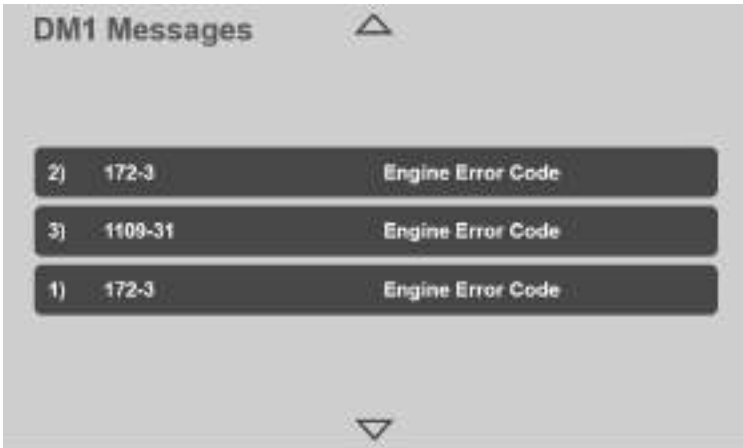 DM1 Messages
2) 172-3 Engine Error Code
3) 1109-31 Engine Error Code
1) 172-3 Engine Error Code